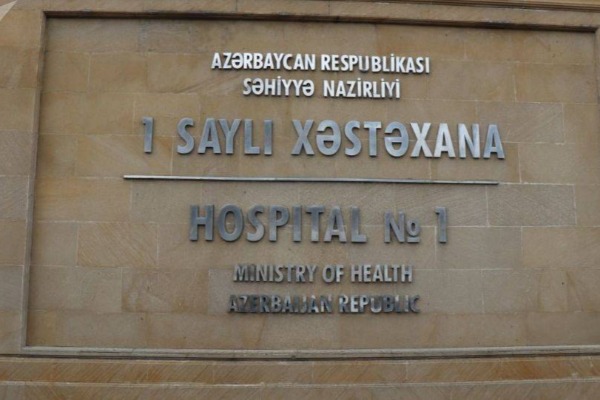 AZƏRBAYCAN RESPUBLİKASI
SƏHİYYƏ NAZİRLİYİ
1 SAYLI XƏSTƏXANA
HOSPITAL № 1
MINISTRY OF HEALTH
AZERBAIJAN REPUBLIC